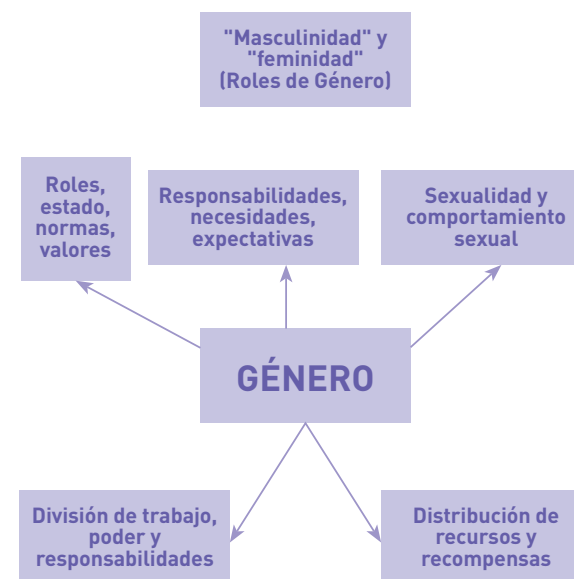 "Masculinidad" y
"feminidad"
(Roles de Género)
Roles,
estado,
normas,
valores
Responsabilidades,
necesidades,
expectativas
Sexualidad y
comportamiento
sexual
GÉNERO
División de trabajo,
poder y
responsabilidades
Distribución de
recursos y
recompensas